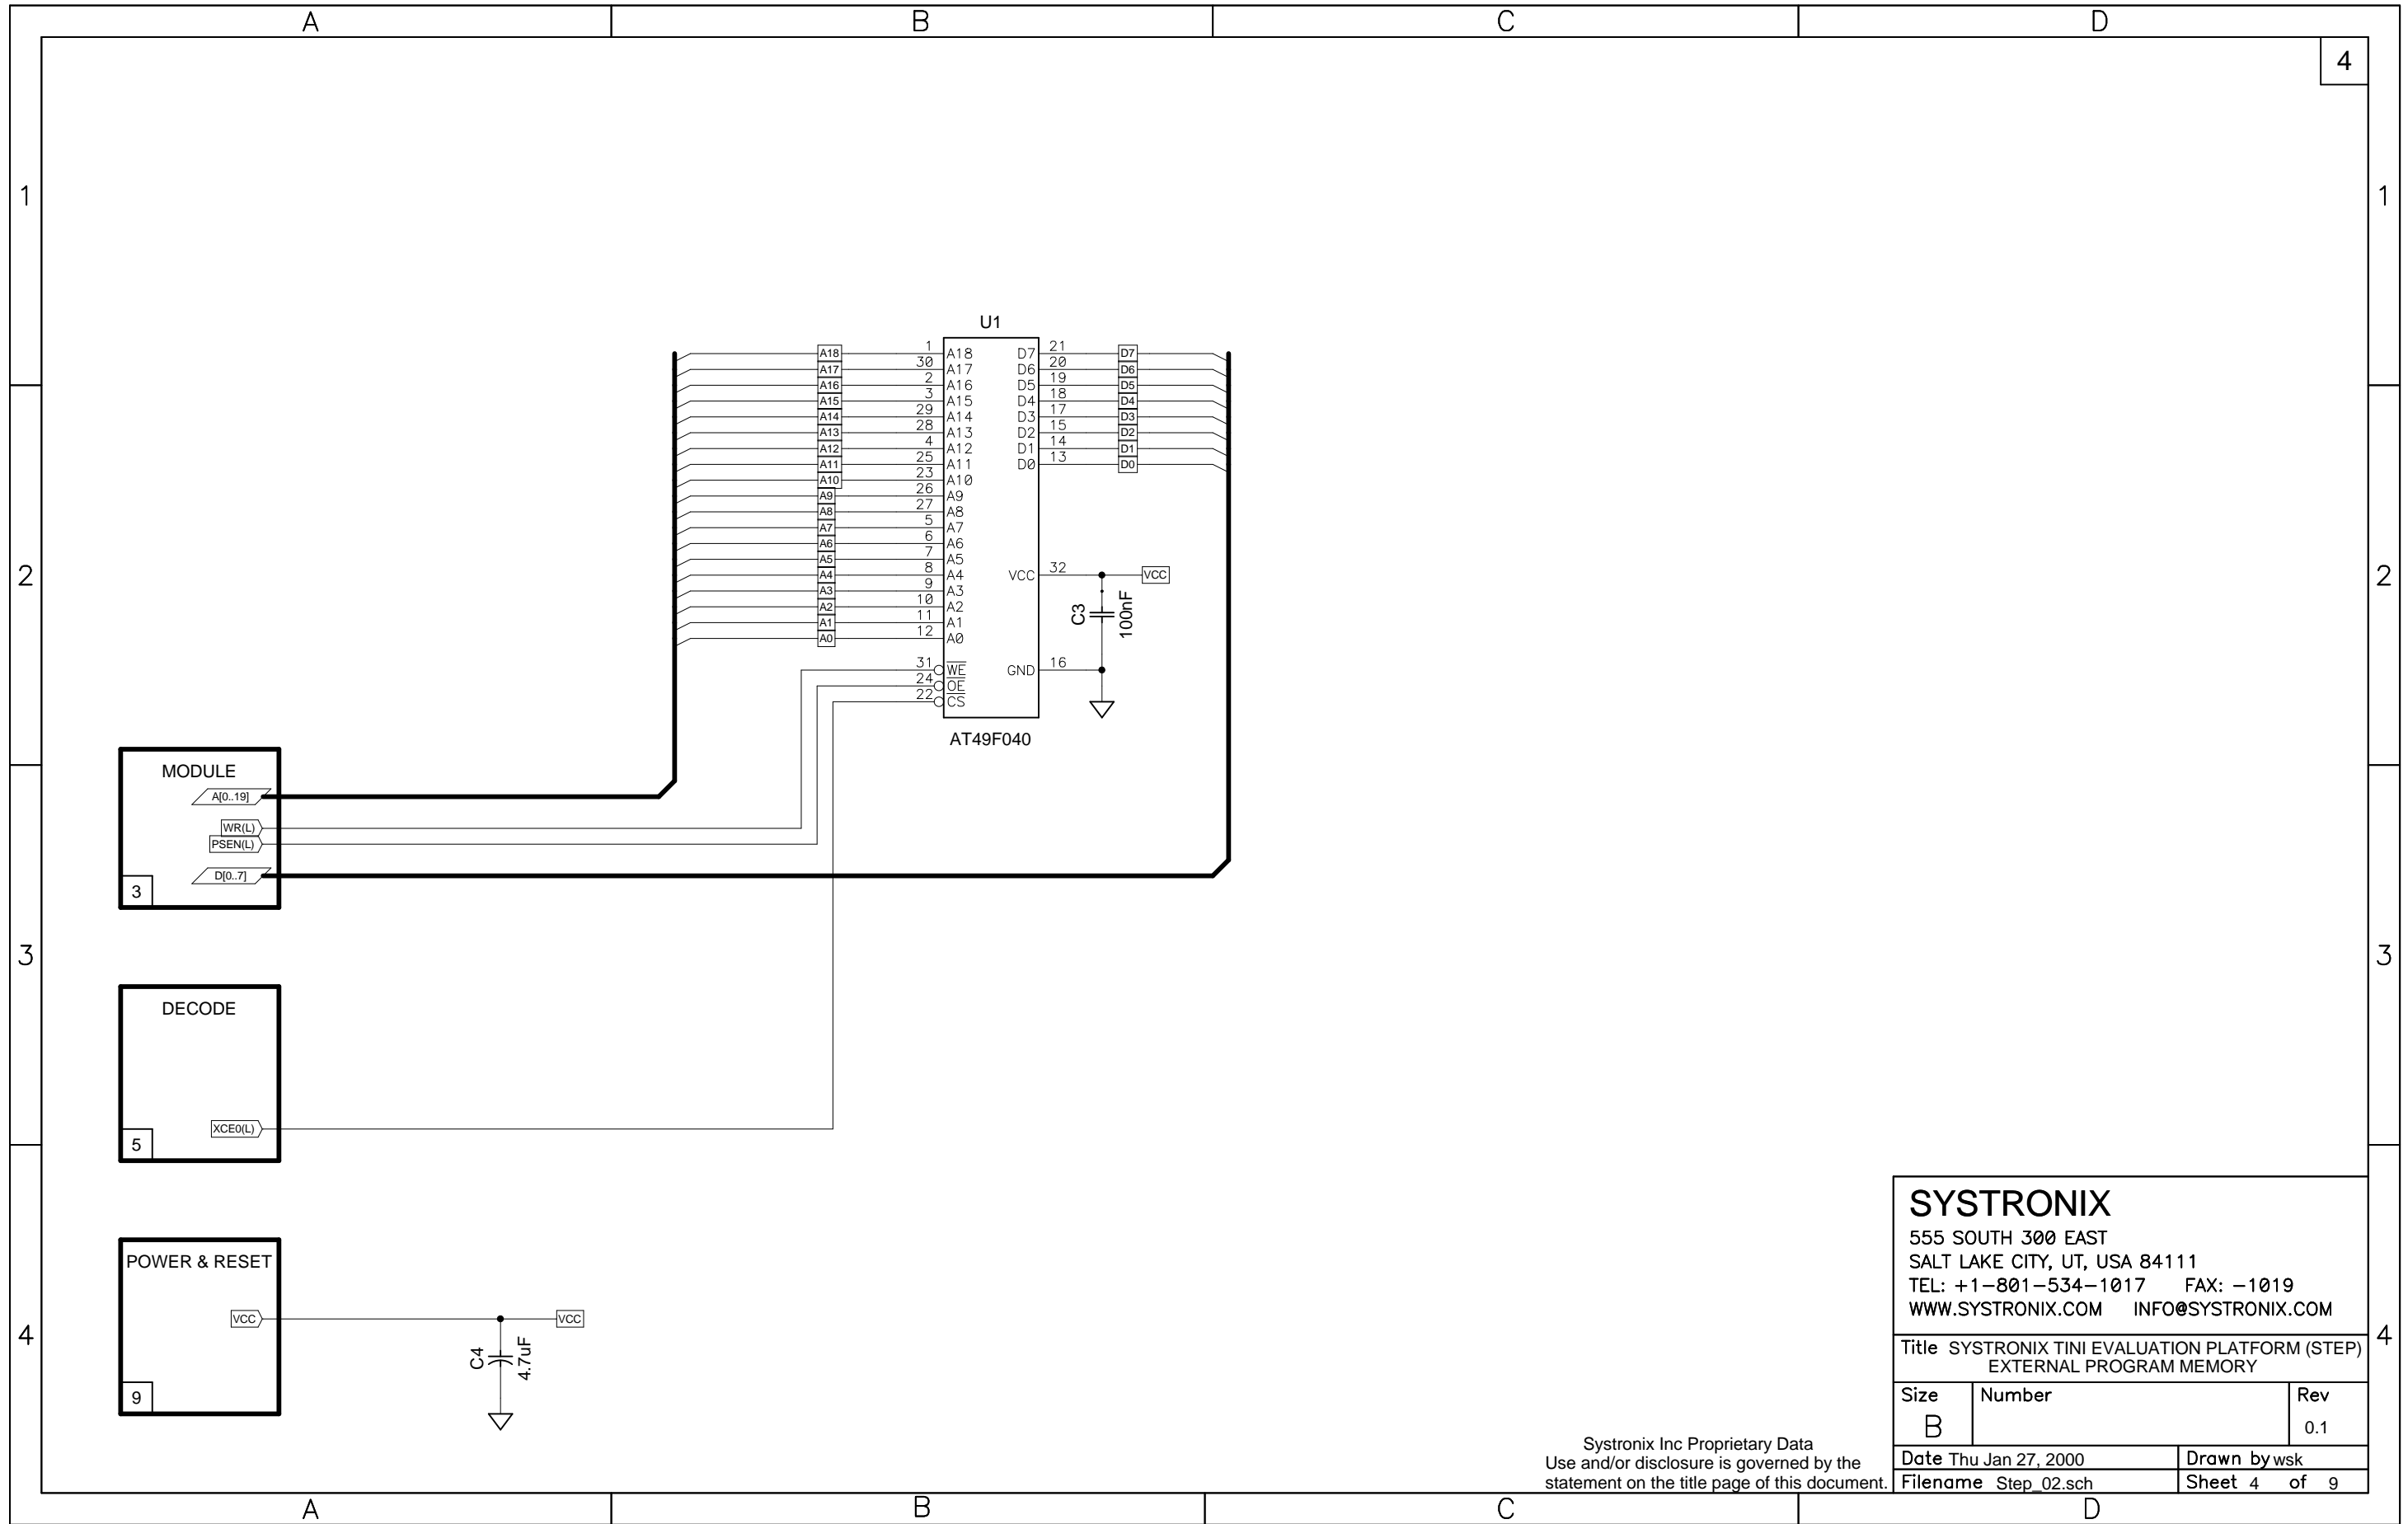 A B C D
4
1 1
U1
1 A18 D7 21
30 A17 D6 20
2 A16 D5 19
3 A15 D4 18
29 A14 D3 17
28 A13 D2 15
4 A12 D1 14
25 A11 D0 13
23 A10
26 A9
27 A8
5 A7
6 A6
7 A5
8 A4
9 A3
10 A2
11 A1
12 A0
31 WE
24 OE
22 CS
VCC 32
GND 16
A18 D7
A17 D6
A16 D5
A15 D4
A14 D3
A13 D2
A12 D1
A11 D0
A10
A9
A8
A7
A6
A5
A4
A3
A2
A1
A0
VCC
C3
100nF
AT49F040
2 2
MODULE
A[0..19]
WR(L)
PSEN(L)
D[0..7]
3
3 3
DECODE
XCE0(L)
5
POWER & RESET
VCC VCC
C4
4.7uF
9
4 4
SYSTRONIX
555 SOUTH 300 EAST
SALT LAKE CITY, UT, USA 84111
TEL: +1-801-534-1017 FAX: -1019
WWW.SYSTRONIX.COM INFO@SYSTRONIX.COM
Title SYSTRONIX TINI EVALUATION PLATFORM (STEP)
EXTERNAL PROGRAM MEMORY
Size Number Rev
B 0.1
Date Thu Jan 27, 2000 Drawn by wsk
Filename Step_02.sch Sheet 4 of 9
Systronix Inc Proprietary Data
Use and/or disclosure is governed by the
statement on the title page of this document.
A B C D